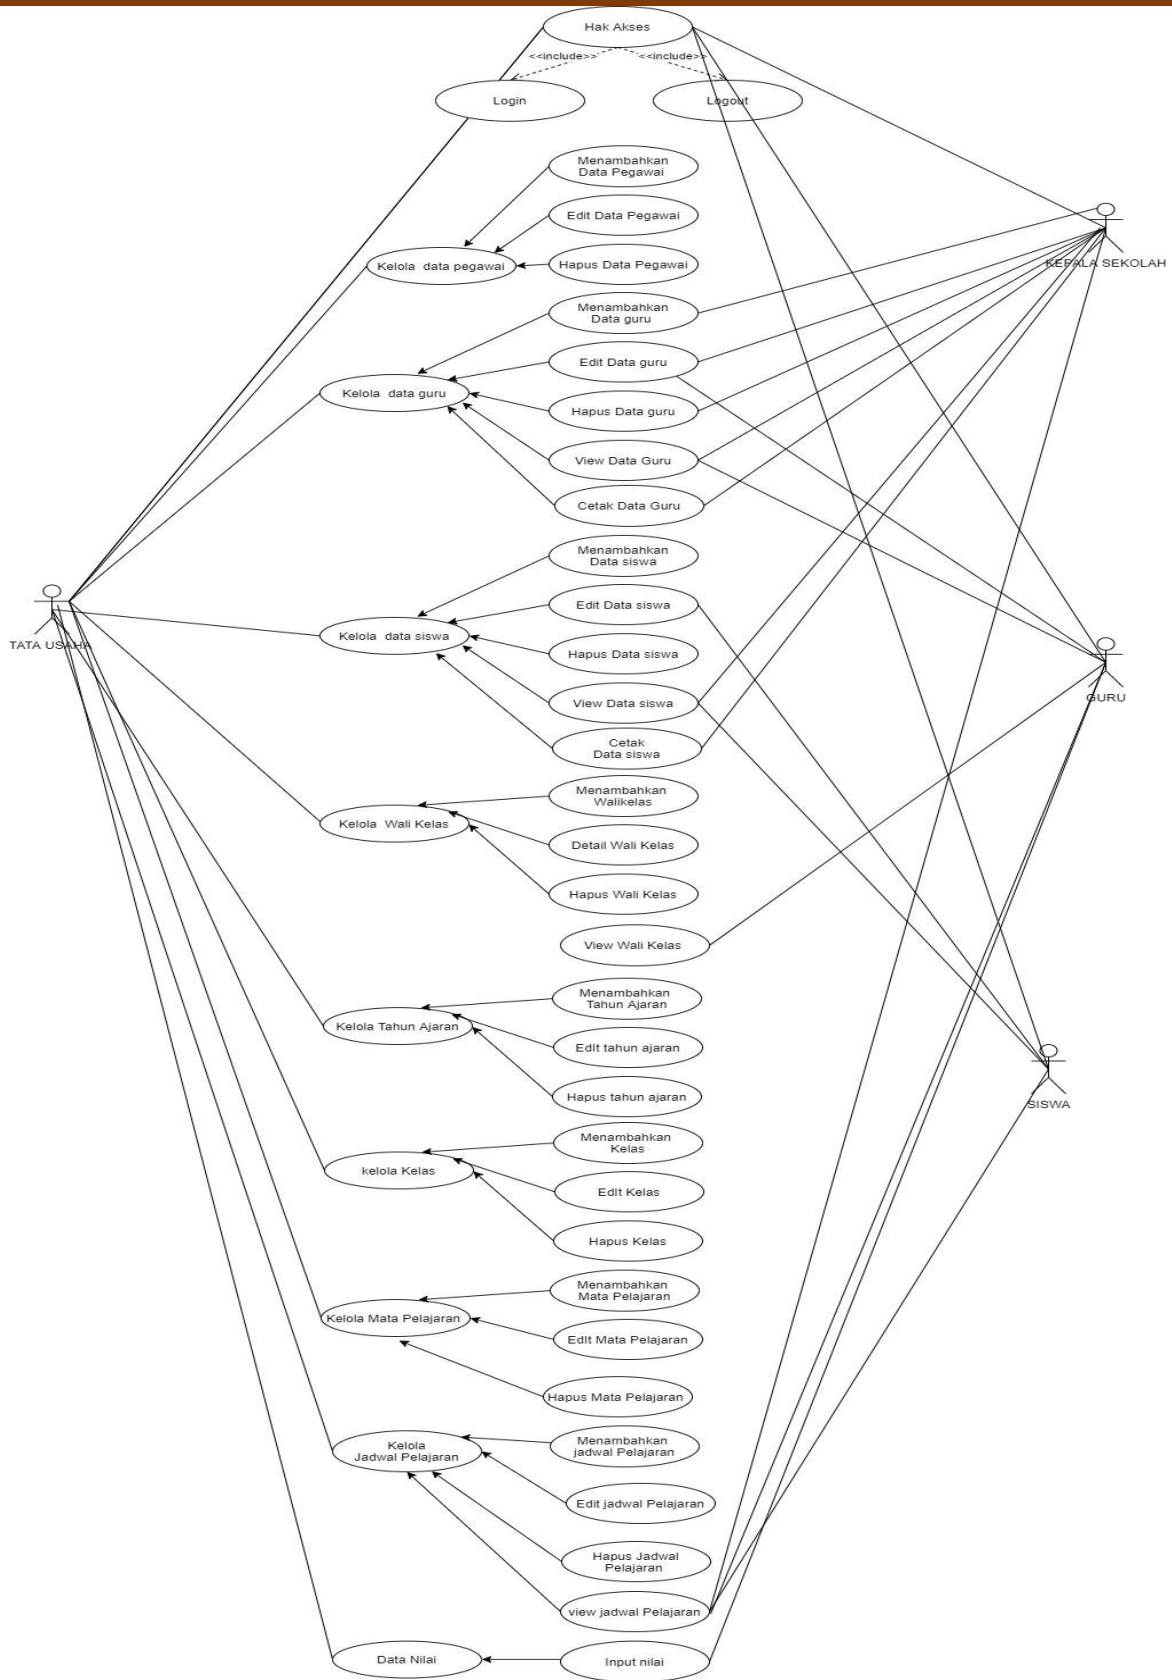 Hak Akses
<<include>>
<<include>>
Login
Logout
Menambahkan
Data Pegawai
Edit Data Pegawai
Kelola data pegawai
Hapus Data Pegawai
KEPALA SEKOLAH
Menambahkan
Data guru
Edit Data guru
Kelola data guru
Hapus Data guru
View Data Guru
Cetak Data Guru
Menambahkan
Data siswa
Edit Data siswa
TATA USAHA
Kelola data siswa
Hapus Data siswa
View Data siswa
GURU
Cetak
Data siswa
Menambahkan
Walikelas
Kelola Wali Kelas
Detail Wali Kelas
Hapus Wali Kelas
View Wali Kelas
Menambahkan
Tahun Ajaran
Kelola Tahun Ajaran
EdIt tahun ajaran
Hapus tahun ajaran
SISWA
Menambahkan
Kelas
kelola Kelas
EdIt Kelas
Hapus Kelas
Menambahkan
Mata Pelajaran
Kelola Mata Pelajaran
EdIt Mata Pelajaran
Hapus Mata Pelajaran
Menambahkan
jadwal Pelajaran
Kelola
Jadwal Pelajaran
Edit jadwal Pelajaran
Hapus Jadwal
Pelajaran
view jadwal Pelajaran
Data Nilai
Input nilai